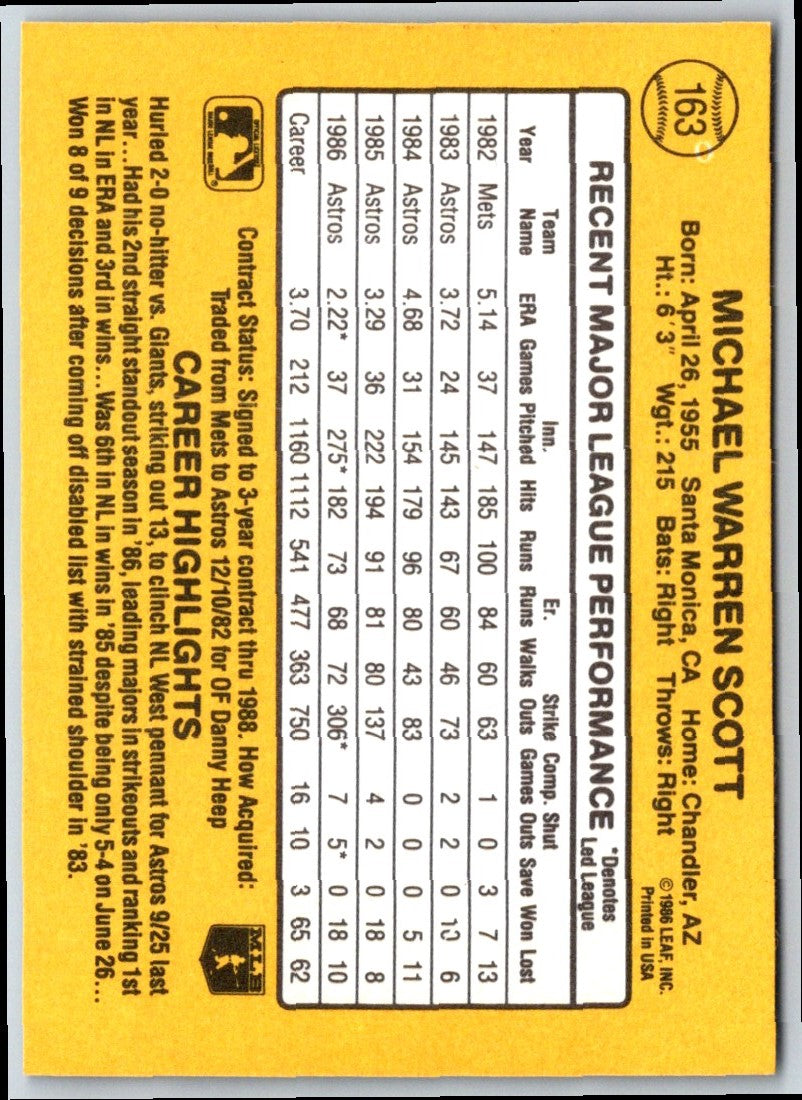 163
MICHAEL WARREN SCOTT
Born: April 26, 1955 Santa Monica, CA Home: Chandler, AZ
Ht.: 6'3" Wgt.: 215 Bats: Right Throws: Right
© 1986 LEAF, INC.
Printed in USA
RECENT MAJOR LEAGUE PERFORMANCE *Denotes
Led League
Team Inn. Er. Strike Comp. Shut
Year Name ERA Games Pitched Hits Runs Runs Walks Outs Games Outs Save Won Lost
1982 Mets 5.14 37 147 185 100 84 60 63 1 0 3 7 13
1983 Astros 3.72 24 145 143 67 60 46 73 2 2 0 10 6
1984 Astros 4.68 31 154 179 96 80 43 83 0 0 0 5 11
1985 Astros 3.29 36 222 194 91 81 80 137 4 2 0 18 8
1986 Astros 2.22* 37 275* 182 73 68 72 306* 7 5* 0 18 10
Career 3.70 212 1160 1112 541 477 363 750 16 10 3 65 62
Contract Status: Signed to 3-year contract thru 1988. How Acquired:
Traded from Mets to Astros 12/10/82 for OF Danny Heep
MLB
CAREER HIGHLIGHTS
Hurled 2-0 no-hitter vs. Giants, striking out 13, to clinch NL West pennant for Astros 9/25 last
year... Had his 2nd straight standout season in '86, leading majors in strikeouts and ranking 1st
in NL in ERA and 3rd in wins... Was 6th in NL in wins in '85 despite being only 5-4 on June 26...
Won 8 of 9 decisions after coming off disabled list with strained shoulder in '83.